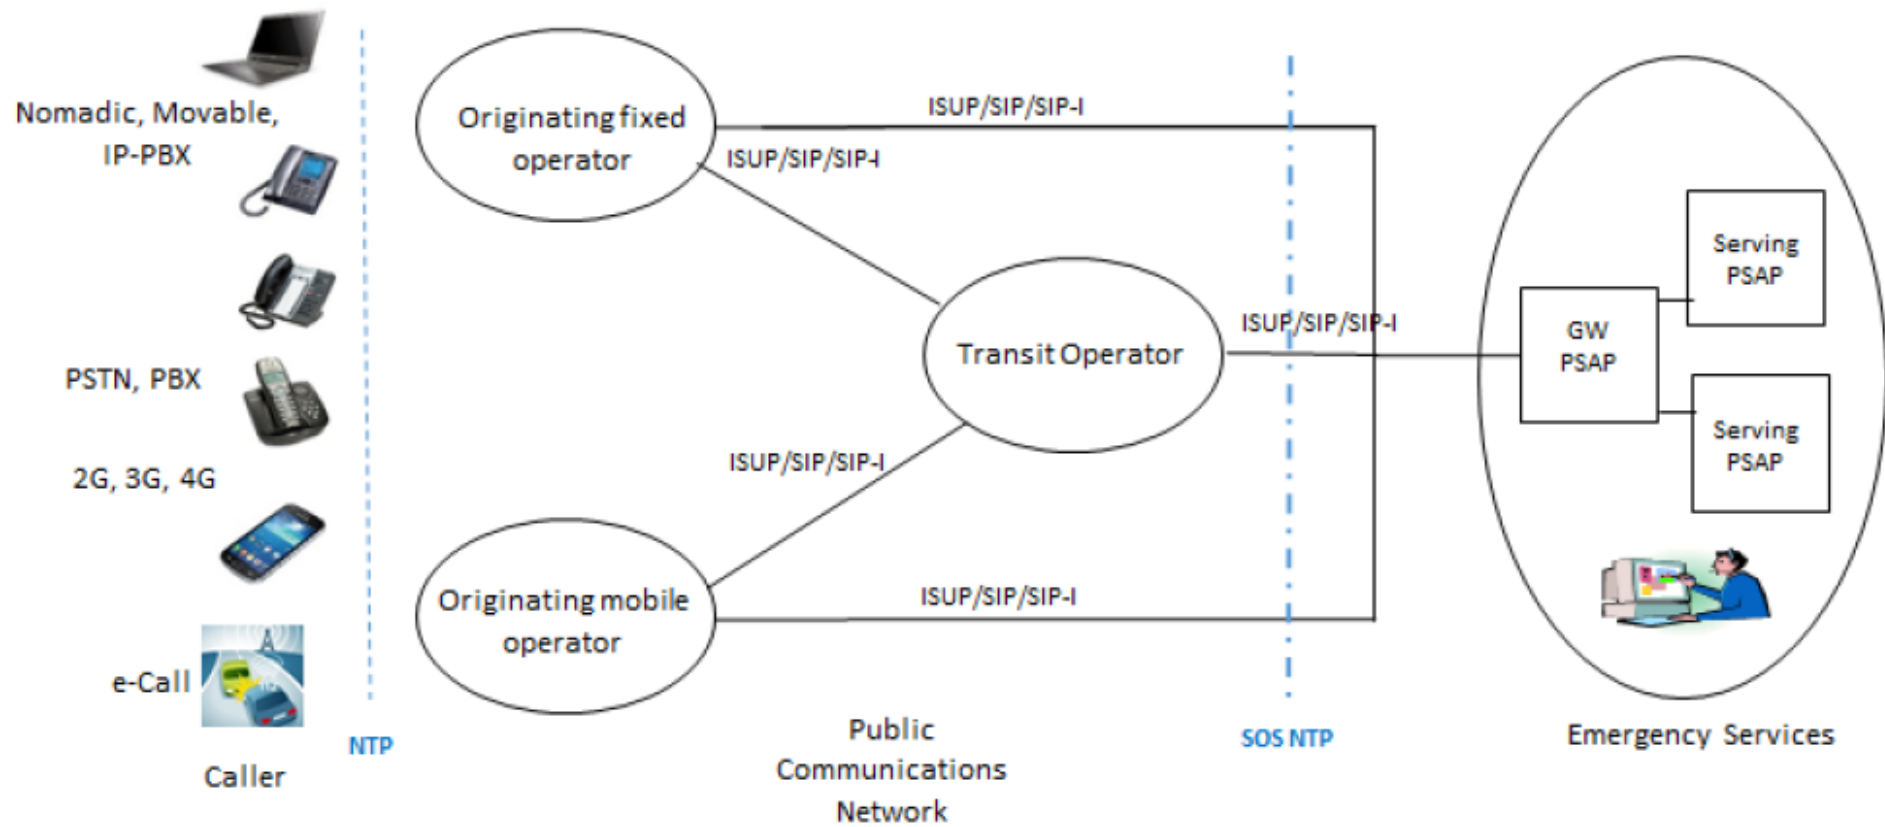 Nomadic, Movable,
IP-PBX
PSTN, PBX
2G, 3G, 4G
e-Call
Caller
NTP
Originating fixed
operator
ISUP/SIP/SIP-I
ISUP/SIP/SIP-I
Transit Operator
ISUP/SIP/SIP-I
ISUP/SIP/SIP-I
Originating mobile
operator
ISUP/SIP/SIP-I
Public
Communications
Network
SOS NTP
Serving
PSAP
GW
PSAP
Serving
PSAP
Emergency Services